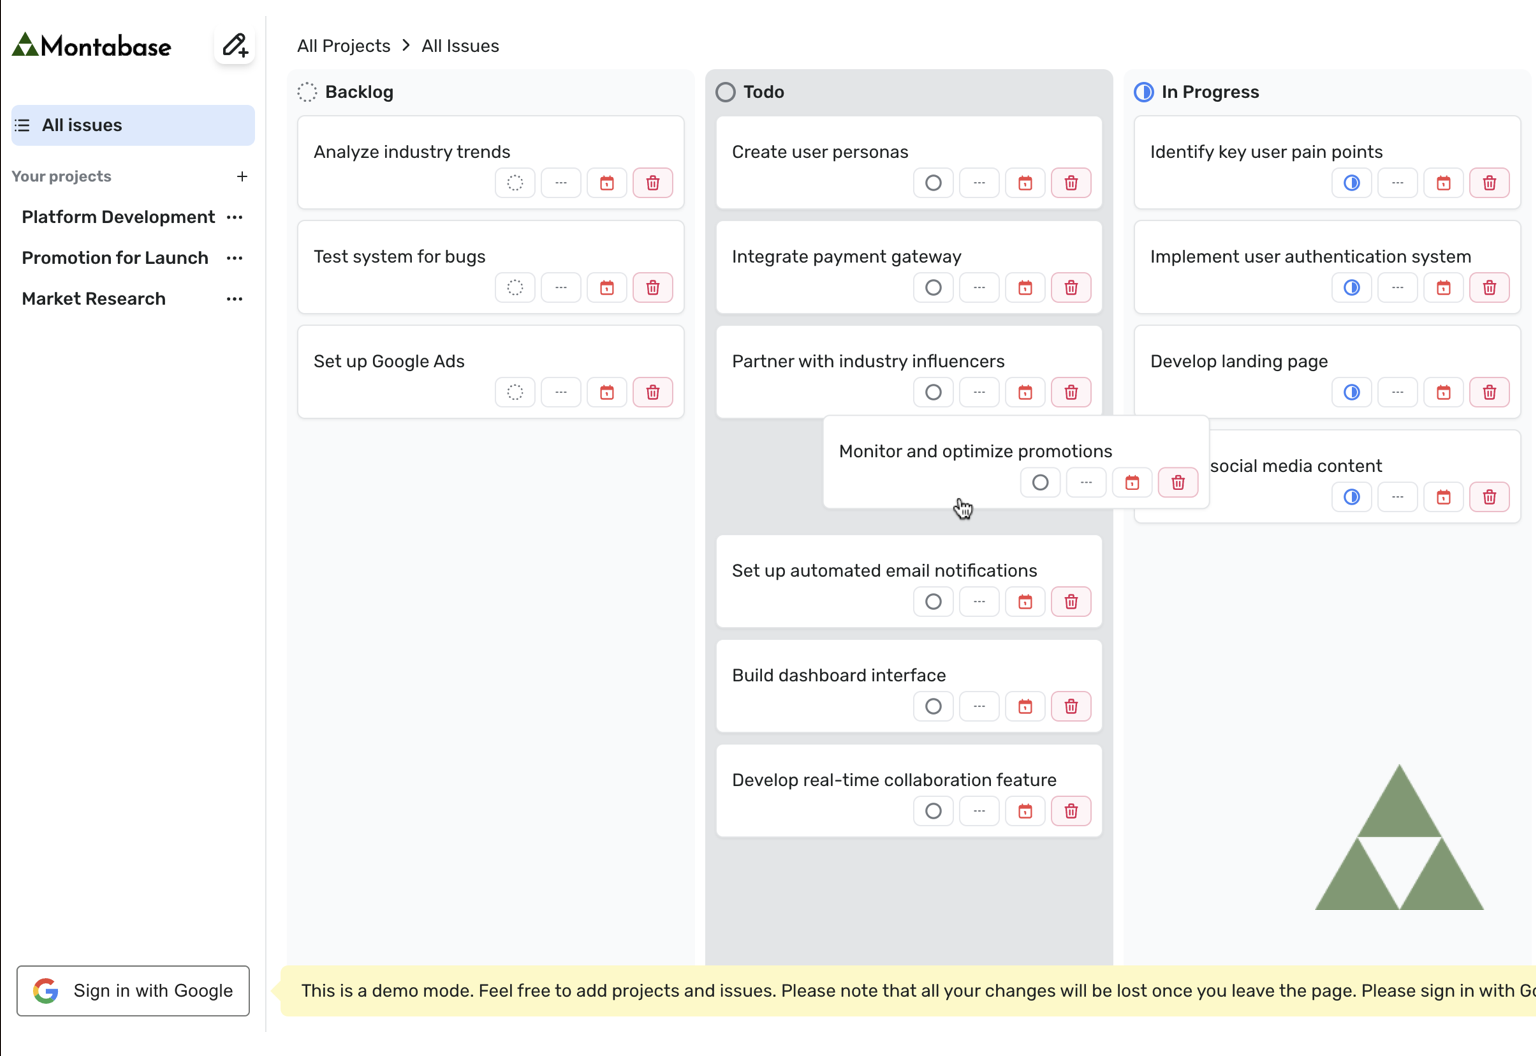 Montabase
All Projects > All Issues
All issues
Your projects
Platform Development
Promotion for Launch
Market Research
Backlog
Analyze industry trends
Test system for bugs
Set up Google Ads
Todo
Create user personas
Integrate payment gateway
Partner with industry influencers
Monitor and optimize promotions
Set up automated email notifications
Build dashboard interface
Develop real-time collaboration feature
In Progress
Identify key user pain points
Implement user authentication system
Develop landing page
social media content
Sign in with Google
This is a demo mode. Feel free to add projects and issues. Please note that all your changes will be lost once you leave the page. Please sign in with